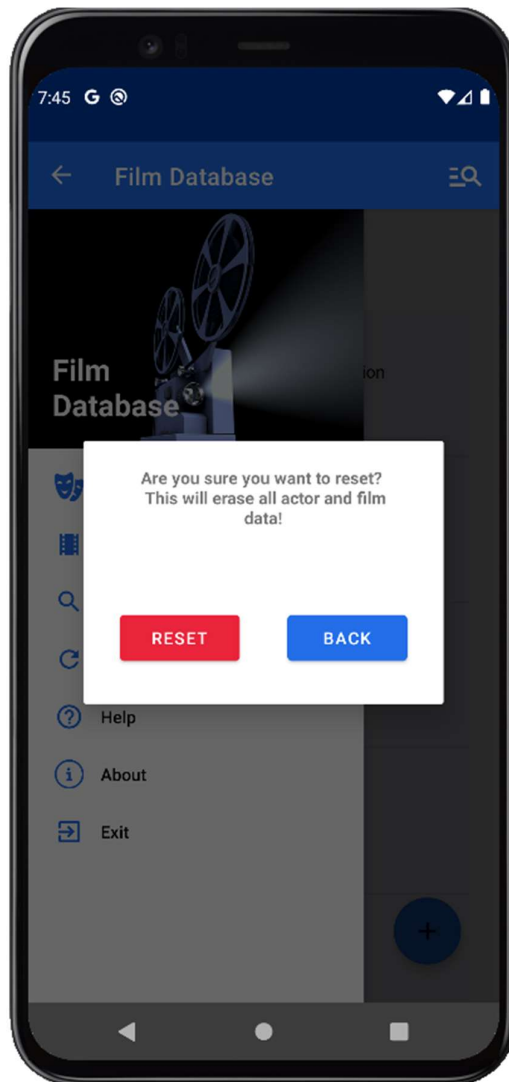 7:45 G
Film Database
Film
Database
ion
Are you sure you want to reset?
This will erase all actor and film
data!
RESET
BACK
Help
About
Exit